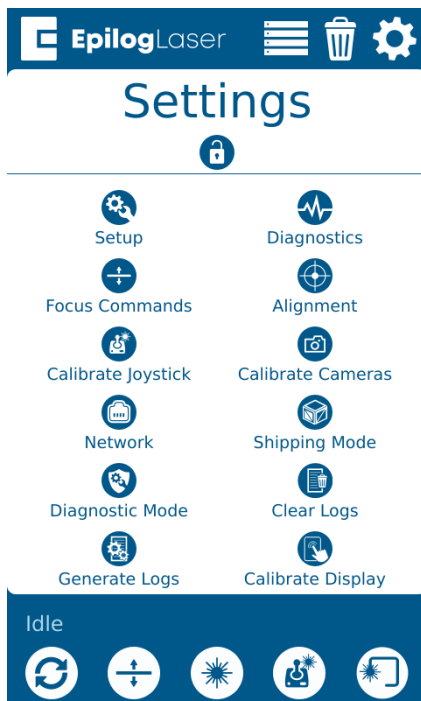 EpilogLaser
Settings
Setup Diagnostics
Focus Commands Alignment
Calibrate Joystick Calibrate Cameras
Network Shipping Mode
Diagnostic Mode Clear Logs
Generate Logs Calibrate Display
Idle